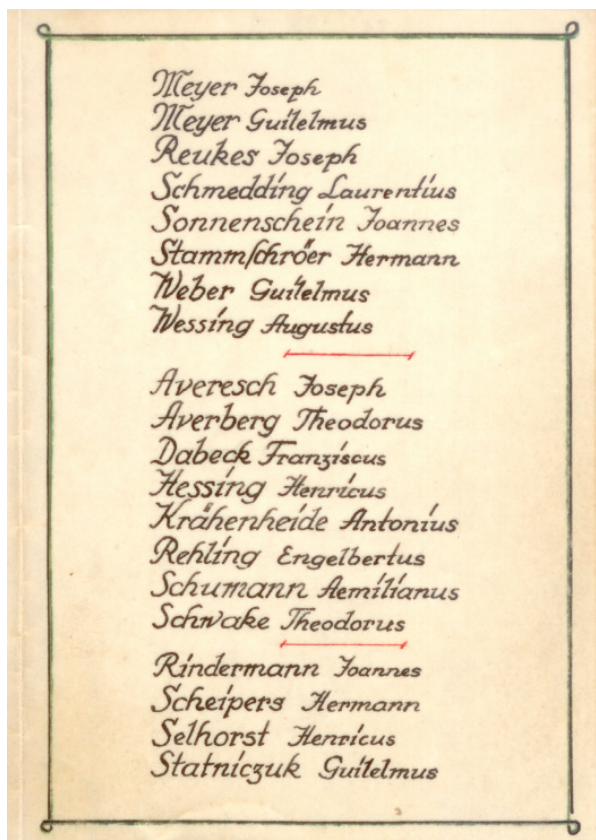 Meyer Joseph
Meyer Guilelmus
Reukes Joseph
Schmedding Laurentius
Sonnenschein Joannes
Stammſchröer Hermann
Weber Guilelmus
Wessing Augustus
Averesch Joseph
Averberg Theodorus
Dabeck Franziscus
Hessing Henricus
Krähenheide Antonius
Rehling Engelbertus
Schumann Aemilianus
Schwake Theodorus
Rindermann Joannes
Scheipers Hermann
Selhorst Henricus
Statniczuk Guilelmus